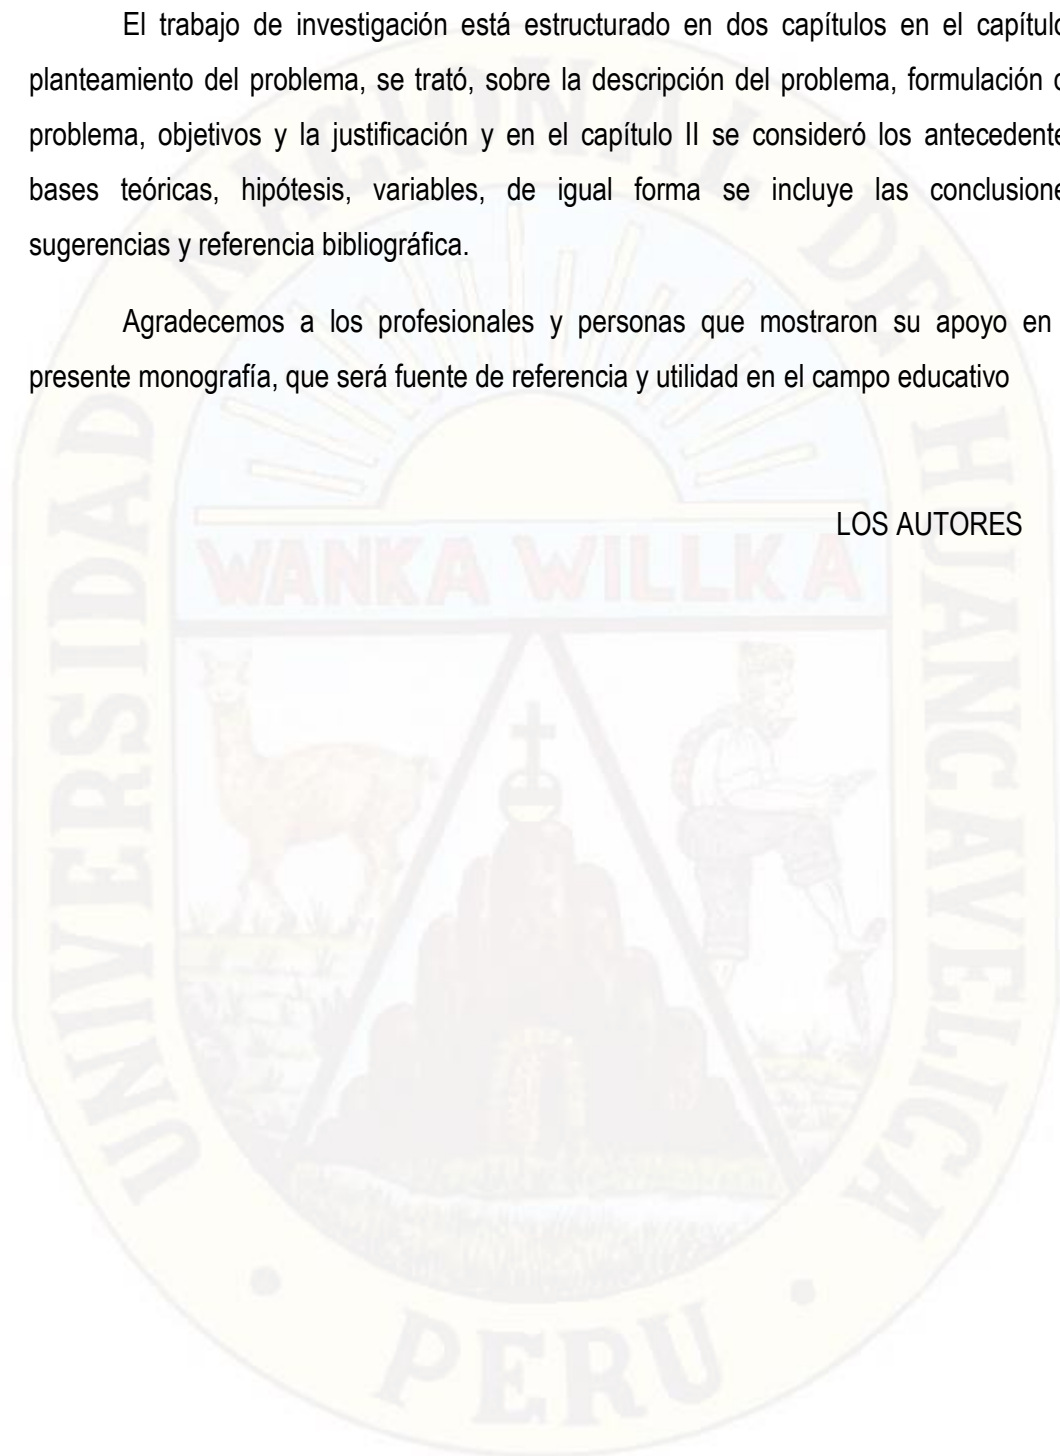 El trabajo de investigación está estructurado en dos capítulos en el capítulo
planteamiento del problema, se trató, sobre la descripción del problema, formulación
problema, objetivos y la justificación y en el capítulo II se consideró los antecedente
bases teóricas, hipótesis, variables, de igual forma se incluye las conclusione
sugerencias y referencia bibliográfica.
Agradecemos a los profesionales y personas que mostraron su apoyo en
presente monografía, que será fuente de referencia y utilidad en el campo educativo
LOS AUTORES
UNIVERSIDAD NACIONAL DE HUANCAVELICA
WANKA WILLKA
PERU